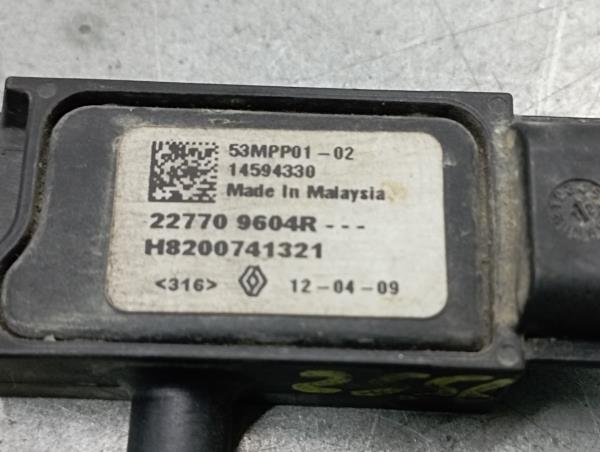 53MPP01-02
14594330
Made In Malaysia
22770 9604R---
H8200741321
<316> 12-04-09